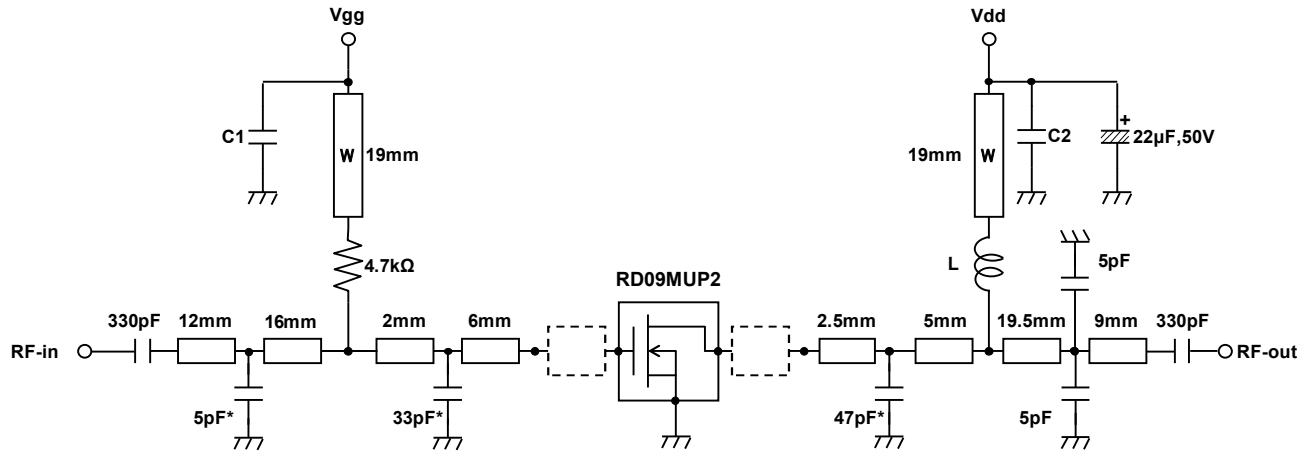 Vgg
Vdd
C1
W
19mm
19mm
W
C2
+
22µF,50V
4.7kΩ
L
5pF
RD09MUP2
330pF
12mm
16mm
2mm
6mm
2.5mm
5mm
19.5mm
9mm
330pF
RF-in
RF-out
5pF*
33pF*
47pF*
5pF